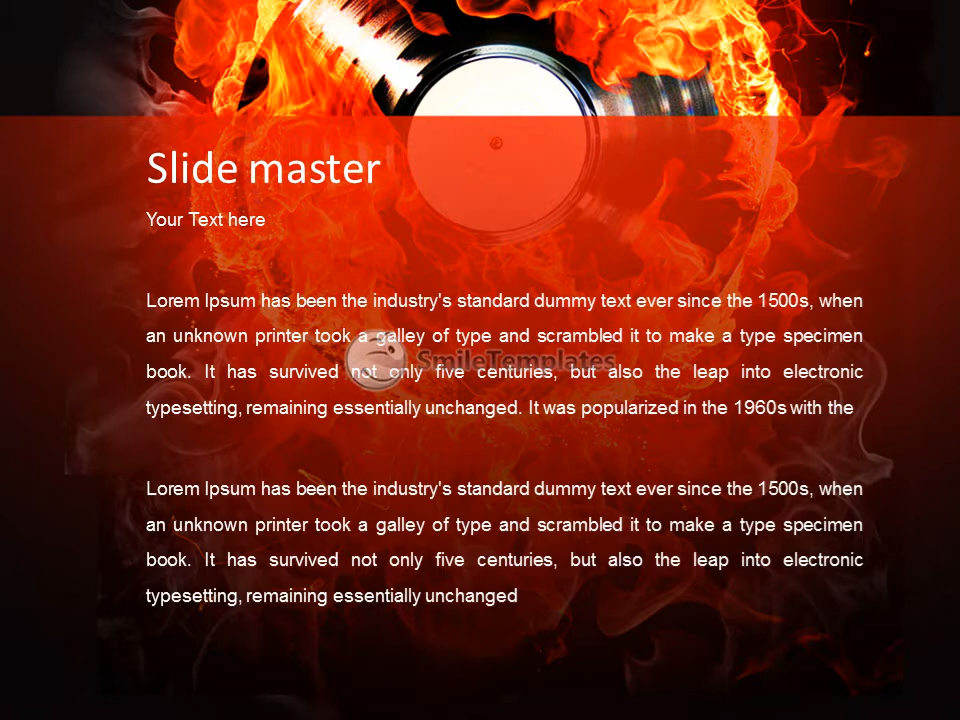 Slide master
Your Text here
Lorem Ipsum has been the industry's standard dummy text ever since the 1500s, when
an unknown printer took a galley of type and scrambled it to make a type specimen
book. It has survived not only five centuries, but also the leap into electronic
typesetting, remaining essentially unchanged. It was popularized in the 1960s with the
SmileTemplates
Lorem Ipsum has been the industry's standard dummy text ever since the 1500s, when
an unknown printer took a galley of type and scrambled it to make a type specimen
book. It has survived not only five centuries, but also the leap into electronic
typesetting, remaining essentially unchanged